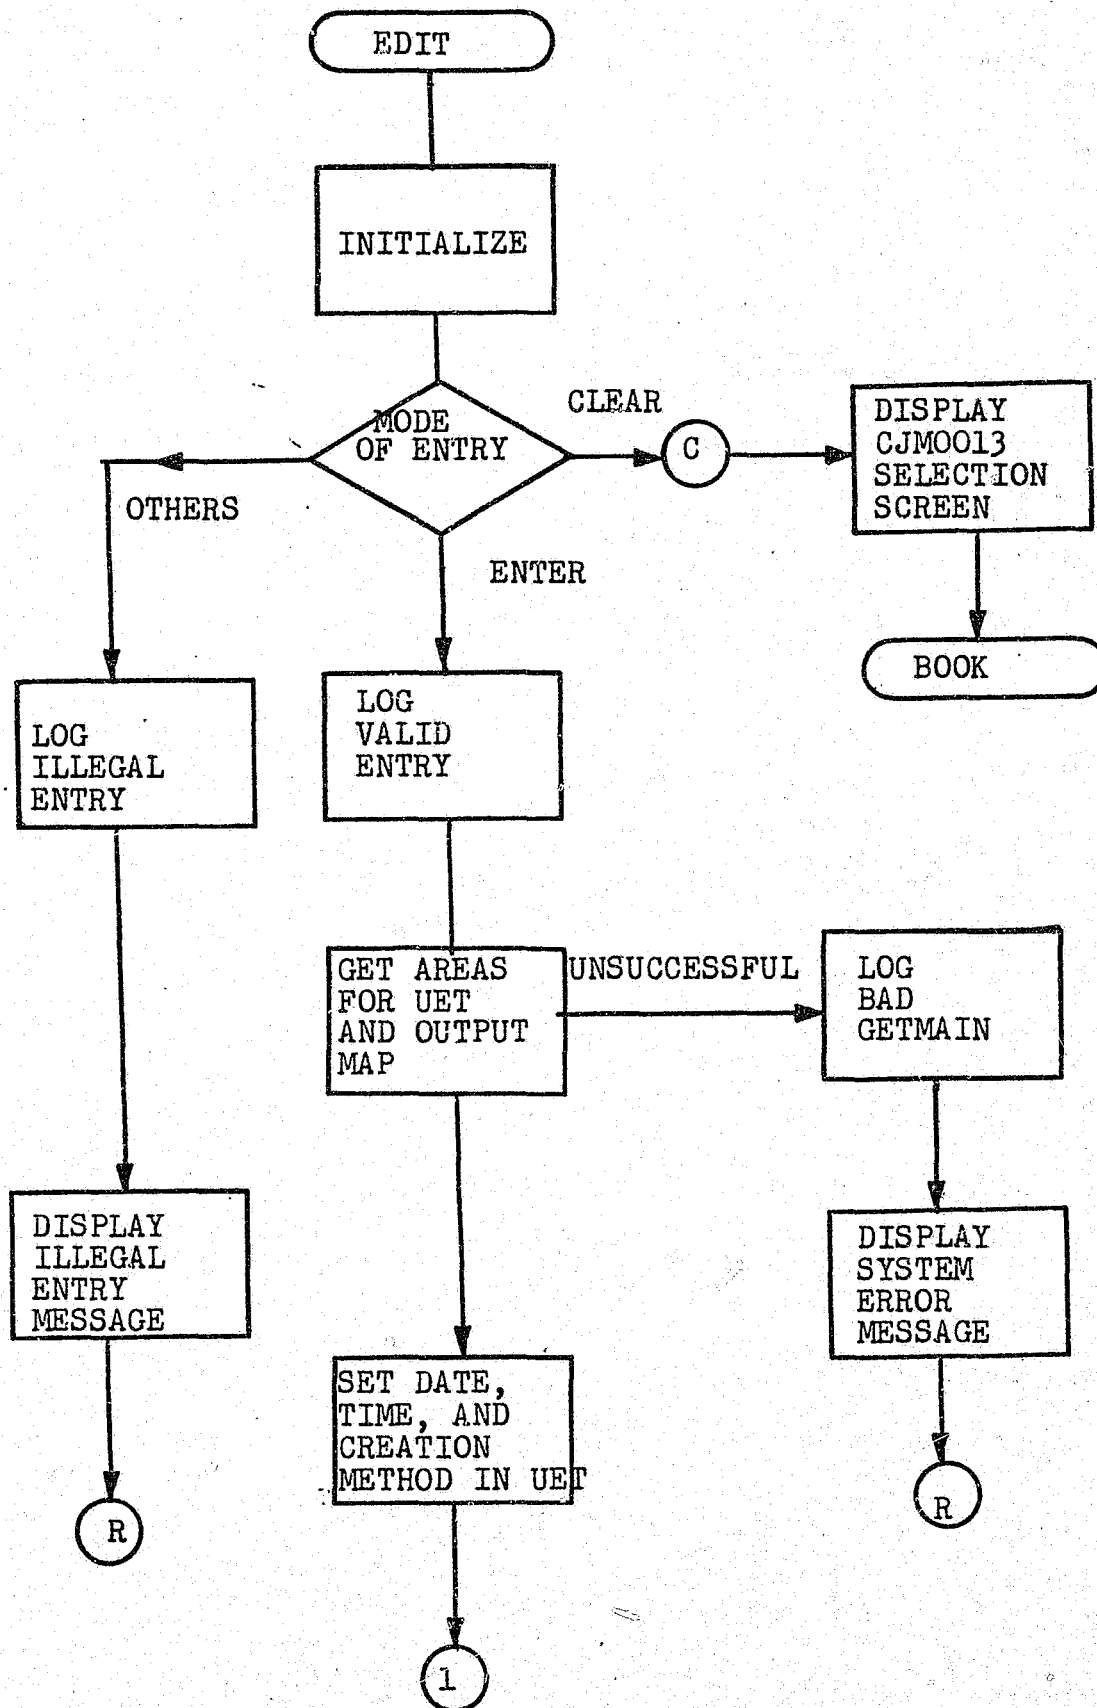 EDIT
INITIALIZE
MODE
OF ENTRY
CLEAR
C
DISPLAY
CJM0013
SELECTION
SCREEN
OTHERS
ENTER
BOOK
LOG
ILLEGAL
ENTRY
LOG
VALID
ENTRY
GET AREAS
FOR UET
AND OUTPUT
MAP
UNSUCCESSFUL
LOG
BAD
GETMAIN
DISPLAY
ILLEGAL
ENTRY
MESSAGE
DISPLAY
SYSTEM
ERROR
MESSAGE
SET DATE,
TIME, AND
CREATION
METHOD IN UET
R
R
1